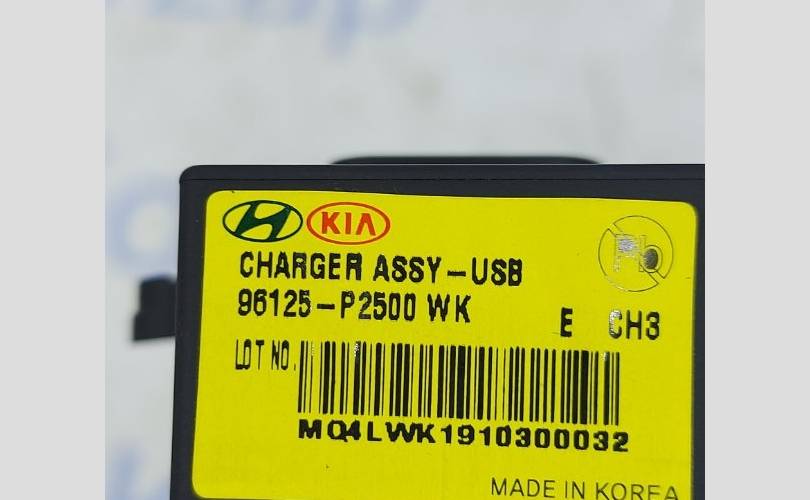 KIA
CHARGER ASSY-USB
96125-P2500 WK
E CH3
LOT NO.
MQ4LWK1910300032
MADE IN KOREA